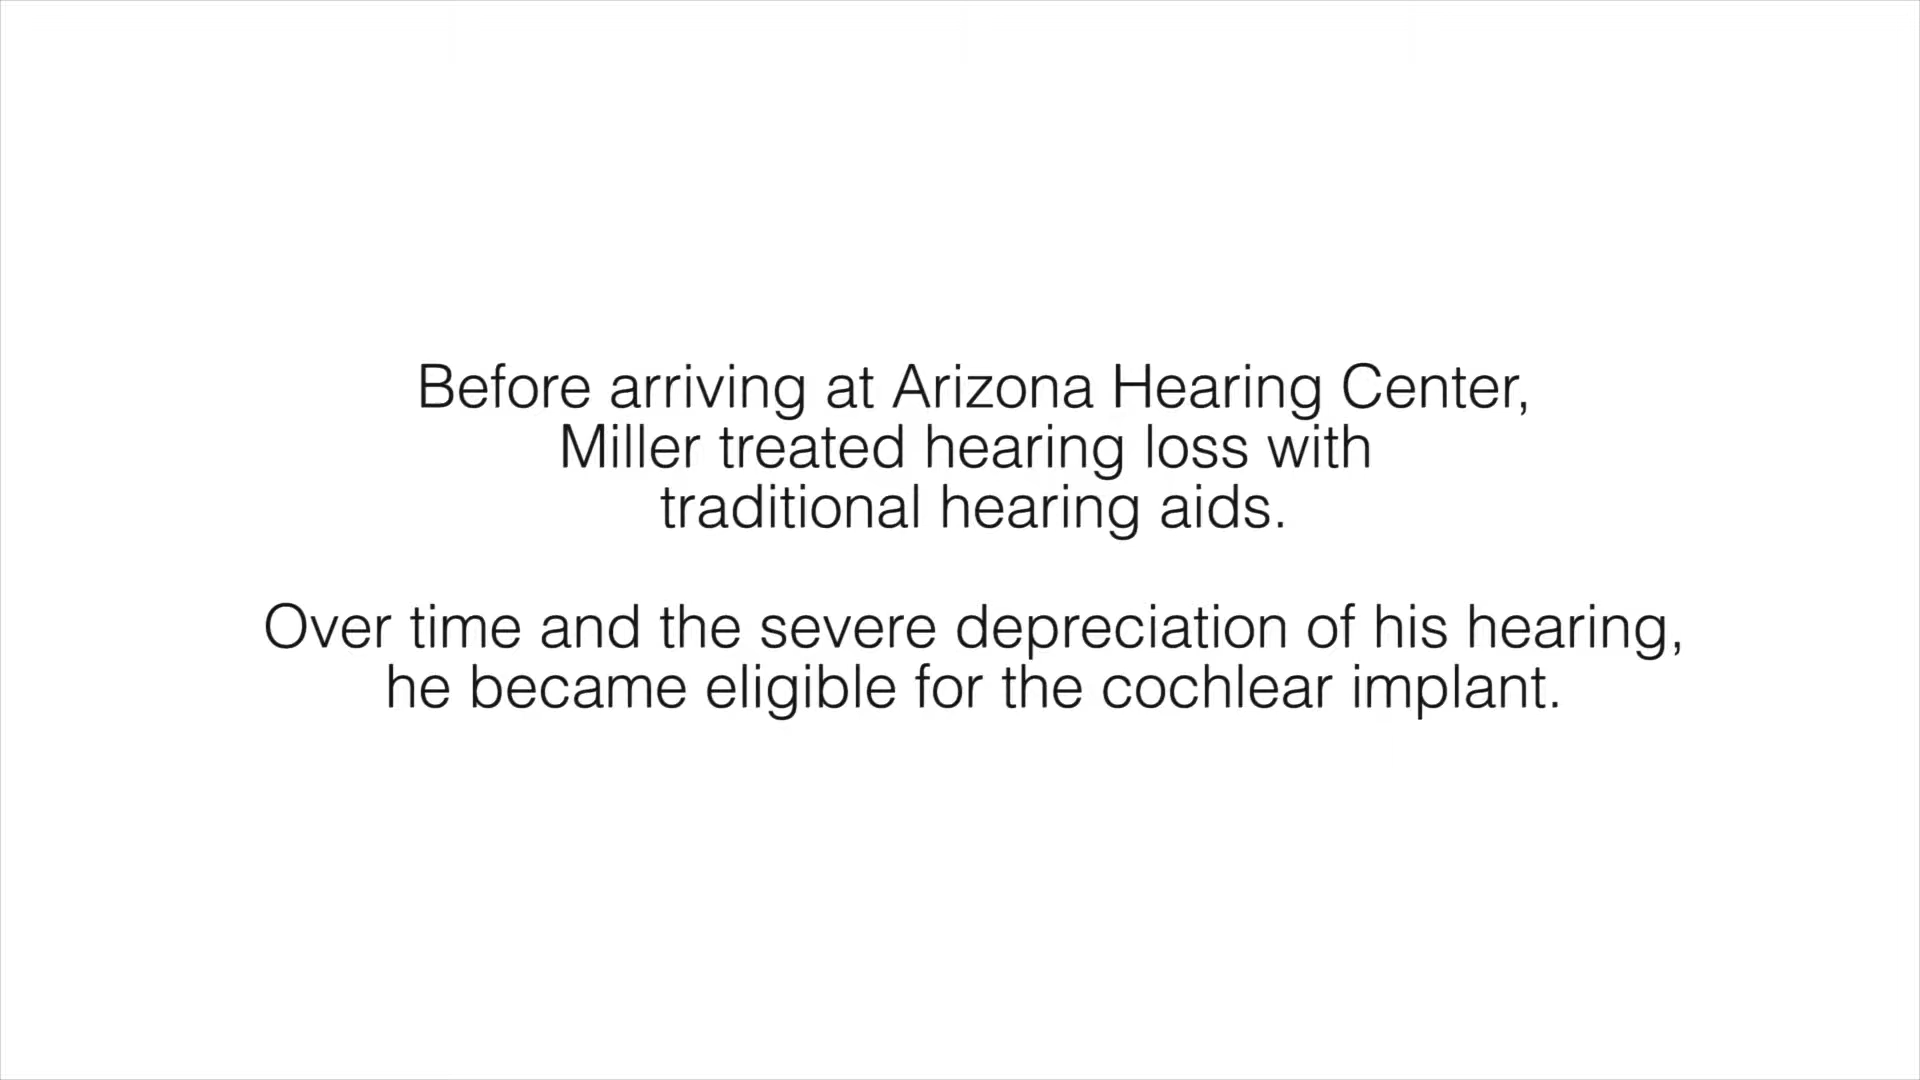 Before arriving at Arizona Hearing Center,
Miller treated hearing loss with
traditional hearing aids.
Over time and the severe depreciation of his hearing,
he became eligible for the cochlear implant.